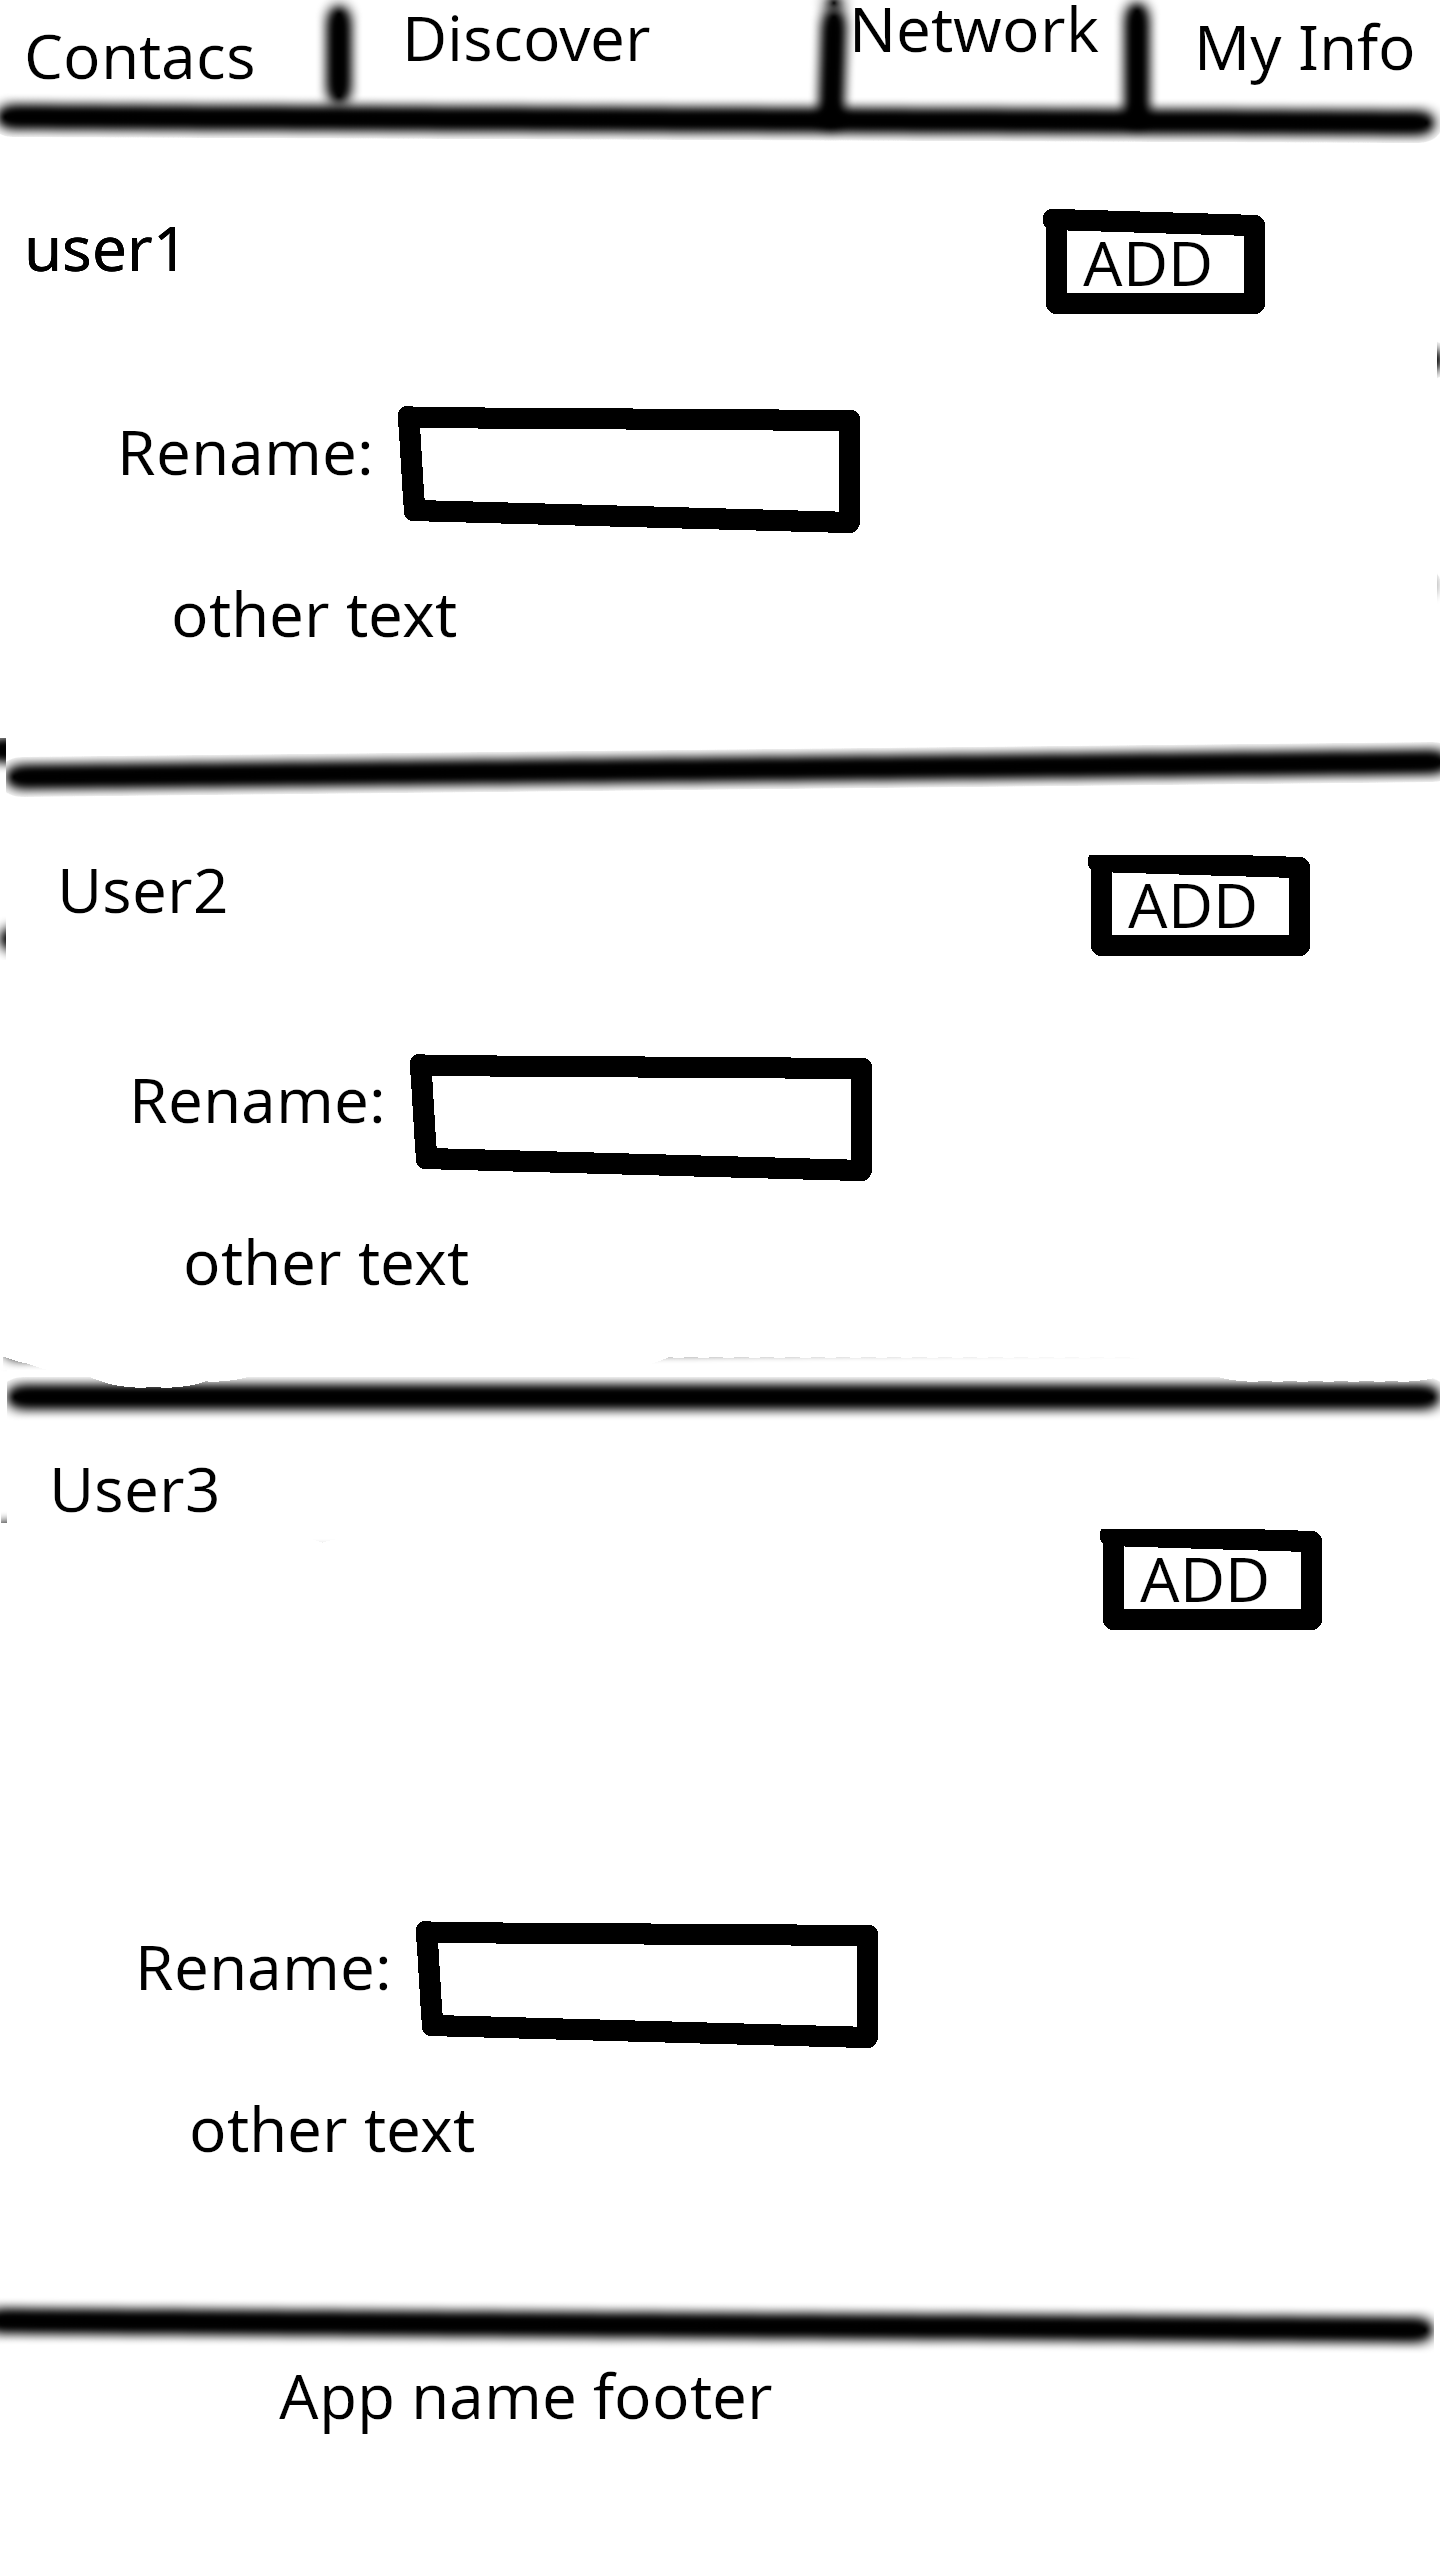 Contacs Discover Network My Info
user1 ADD
Rename:
other text
User2 ADD
Rename:
other text
User3
ADD
Rename:
other text
App name footer